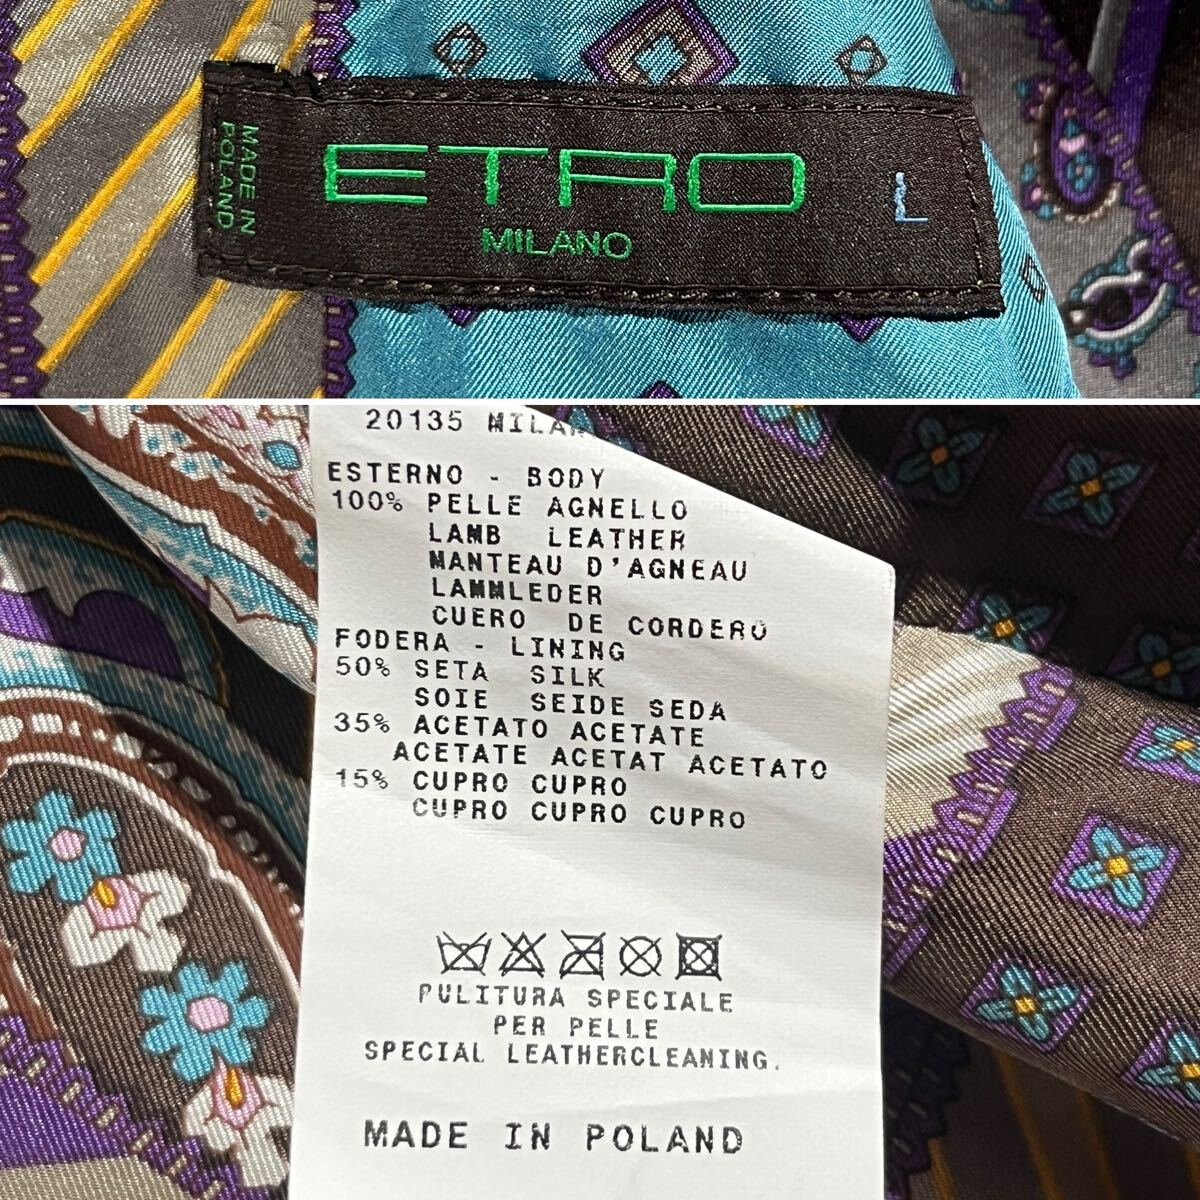 MADE IN
POLAND
ETRO
MILANO
L
20135
ESTERNO - BODY
100% PELLE AGNELLO
LAMB LEATHER
MANTEAU D'AGNEAU
LAMMLEDER
CUERO DE CORDERO
FODERA - LINING
50% SETA SILK
SOIE SEIDE SEDA
35% ACETATO ACETATE
ACETATE ACETAT ACETATO
15% CUPRO CUPRO
CUPRO CUPRO CUPRO
PULITURA SPECIALE
PER PELLE
SPECIAL LEATHERCLEANING.
MADE IN POLAND